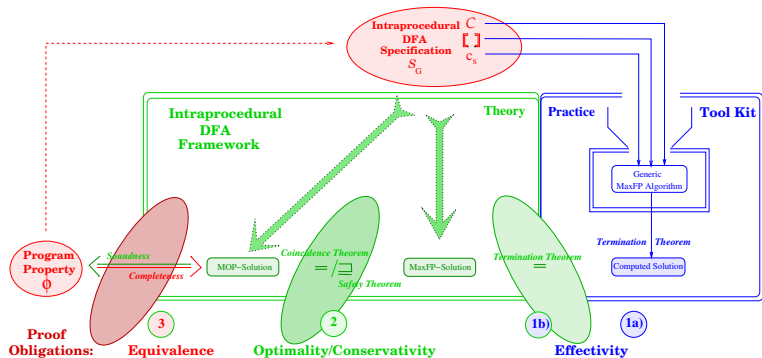 Intraprocedural C
DFA ⟦ ⟧
Specification c_s
S_G
Intraprocedural
DFA
Framework
Theory
Practice
Tool Kit
Generic
MaxFP Algorithm
Termination Theorem
Computed Solution
Program
Property
ϕ
Soundness
Completeness
MOP−Solution
Coincidence Theorem
= / ⊒
Safety Theorem
MaxFP−Solution
Termination Theorem
=
3
2
1b)
1a)
Proof
Obligations:
Equivalence
Optimality/Conservativity
Effectivity